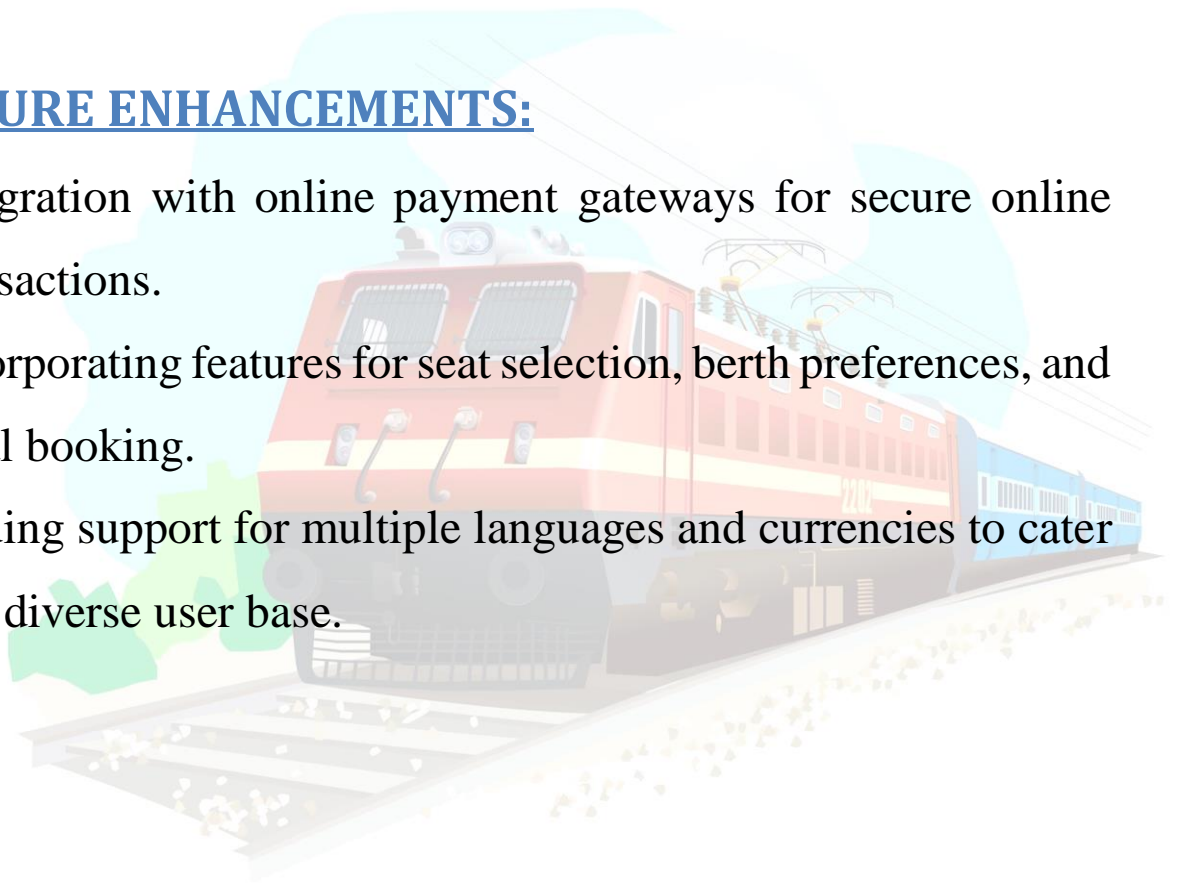 URE ENHANCEMENTS:
gration with online payment gateways for secure online
sactions.
orporating features for seat selection, berth preferences, and
l booking.
ing support for multiple languages and currencies to cater
diverse user base.
2202